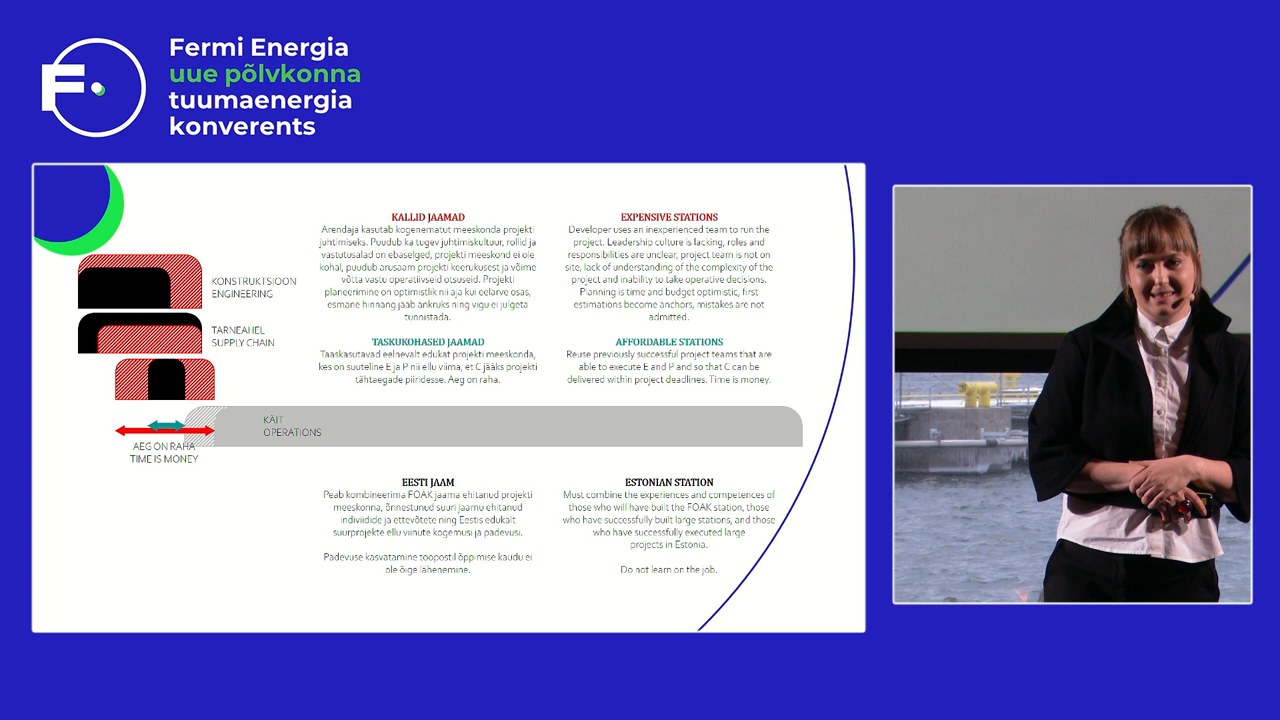 Fermi Energia
uue põlvkonna
tuumaenergia
konverents
KONSTRUKTSIOON
ENGINEERING
TARNEAHEL
SUPPLY CHAIN
AEG ON RAHA
TIME IS MONEY
KÄIT
OPERATIONS
KALLID JAAMAD
Arendaja kasutab kogenematut meeskonda projekti
juhtimiseks. Puudub ka tugev juhtimiskultuur, rollid ja
vastutusalad on ebaselged, projekti meeskond ei ole
kohal, puudub arusaam projekti keerukusest ja võime
võtta vastu operatiivseid otsuseid. Projekti
planeerimine on optimistlik nii aja kui eelarve osas,
esmane hinnang jääb ankruks ning vigu ei julgeta
tunnistada.
TASKUKOHASED JAAMAD
Taaskasutavad eelnevalt edukat projekti meeskonda,
kes on suuteline E ja P nii ellu viima, et C jääks projekti
tähtaegade piiridesse. Aeg on raha.
EXPENSIVE STATIONS
Developer uses an inexperienced team to run the
project. Leadership culture is lacking, roles and
responsibilities are unclear, project team is not on
site, lack of understanding of the complexity of the
project and inability to take operative decisions.
Planning is time and budget optimistic, first
estimations become anchors, mistakes are not
admitted.
AFFORDABLE STATIONS
Reuse previously successful project teams that are
able to execute E and P and so that C can be
delivered within project deadlines. Time is money.
EESTI JAAM
Peab kombineerima FOAK jaama ehitanud projekti
meeskonna, õnnestunud suuri jaamu ehitanud
indiviidide ja ettevõtete ning Eestis edukalt
suurprojekte ellu viinute kogemusi ja padevusi.
Padevuse kasvatamine töopostil õppimise kaudu ei
ole õige lähenemine.
ESTONIAN STATION
Must combine the experiences and competences of
those who will have built the FOAK station, those
who have successfully built large stations, and those
who have successfully executed large
projects in Estonia.
Do not learn on the job.